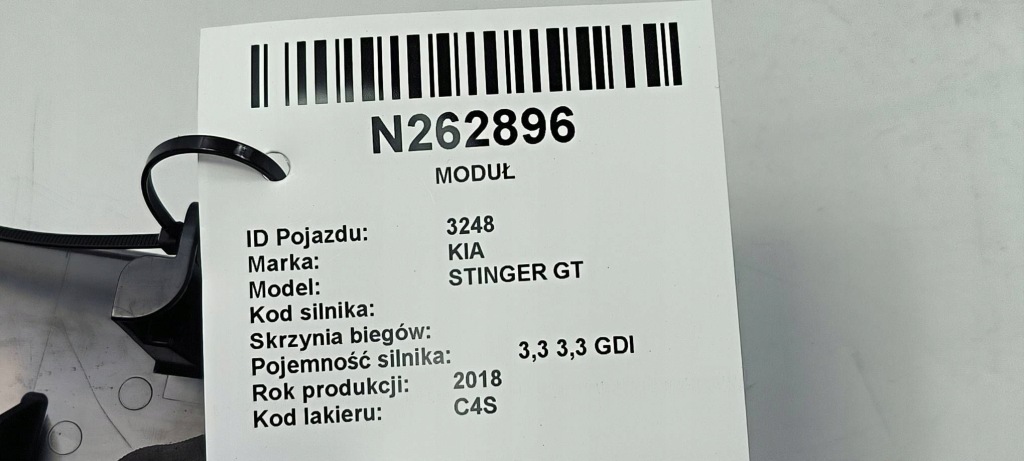 N262896
MODUŁ
ID Pojazdu: 3248
Marka: KIA
Model: STINGER GT
Kod silnika:
Skrzynia biegów:
Pojemność silnika: 3,3 3,3 GDI
Rok produkcji: 2018
Kod lakieru: C4S